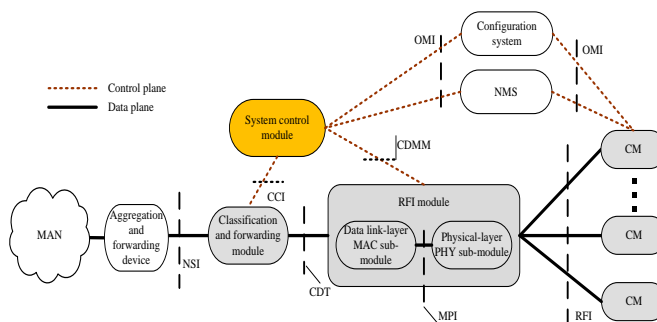 Configuration
system
OMI
OMI
Control plane
Data plane
NMS
System control
module
CDMM
CM
CCI
RFI module
Aggregation
and
forwarding
device
Classification
and forwarding
module
Data link-layer
MAC sub-
module
Physical-layer
PHY sub-module
MAN
CM
NSI
CDT
MPI
CM
RFI